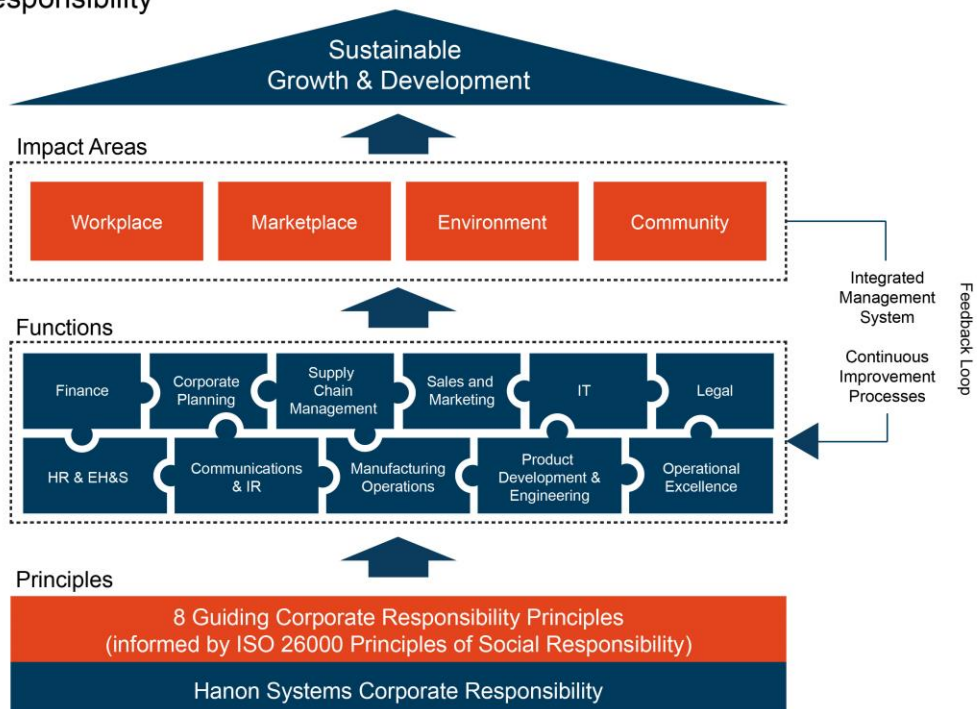 esponsibility
Sustainable
Growth & Development
Impact Areas
Workplace
Marketplace
Environment
Community
Integrated
Management
System
Continuous
Improvement
Processes
Feedback Loop
Functions
Finance
Corporate
Planning
Supply
Chain
Management
Sales and
Marketing
IT
Legal
HR & EH&S
Communications
& IR
Manufacturing
Operations
Product
Development &
Engineering
Operational
Excellence
Principles
8 Guiding Corporate Responsibility Principles
(informed by ISO 26000 Principles of Social Responsibility)
Hanon Systems Corporate Responsibility